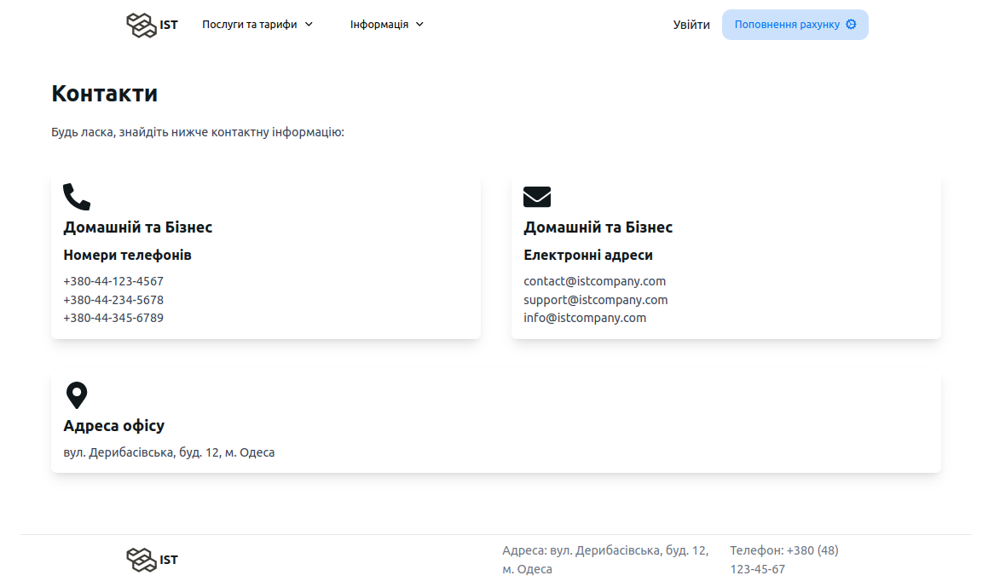 IST
Послуги та тарифи
Інформація
Увійти
Поповнення рахунку
Контакти
Будь ласка, знайдіть нижче контактну інформацію:
Домашній та Бізнес
Номери телефонів
+380-44-123-4567
+380-44-234-5678
+380-44-345-6789
Домашній та Бізнес
Електронні адреси
contact@istcompany.com
support@istcompany.com
info@istcompany.com
Адреса офісу
вул. Дерибасівська, буд. 12, м. Одеса
IST
Адреса: вул. Дерибасівська, буд. 12,
м. Одеса
Телефон: +380 (48)
123-45-67